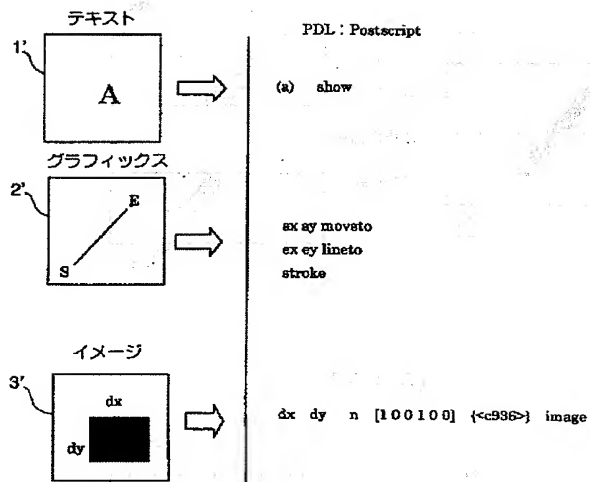 テキスト
PDL : Postscript
1'
A
(a) show
グラフィックス
2'
E
S
sx sy moveto
ex ey lineto
stroke
イメージ
3'
dx
dy
dx dy n [1 0 0 1 0 0] {<c936>} image